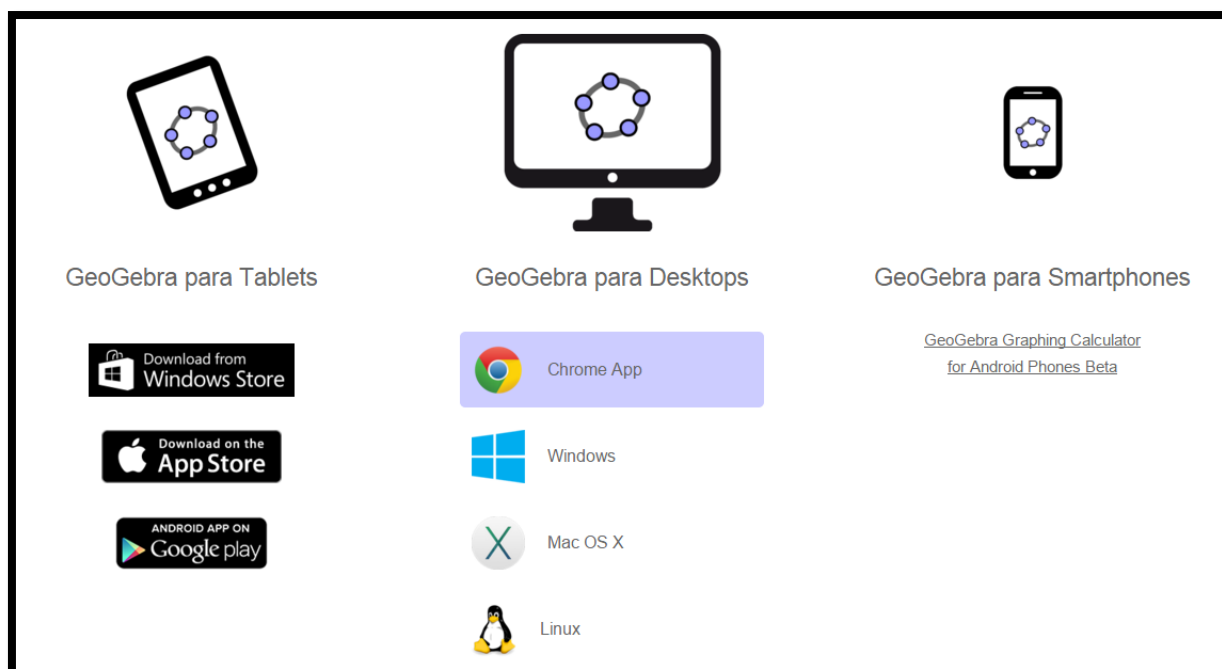 GeoGebra para Tablets
Download from
Windows Store
Download on the
App Store
ANDROID APP ON
Google play
GeoGebra para Desktops
Chrome App
Windows
Mac OS X
Linux
GeoGebra para Smartphones
GeoGebra Graphing Calculator
for Android Phones Beta